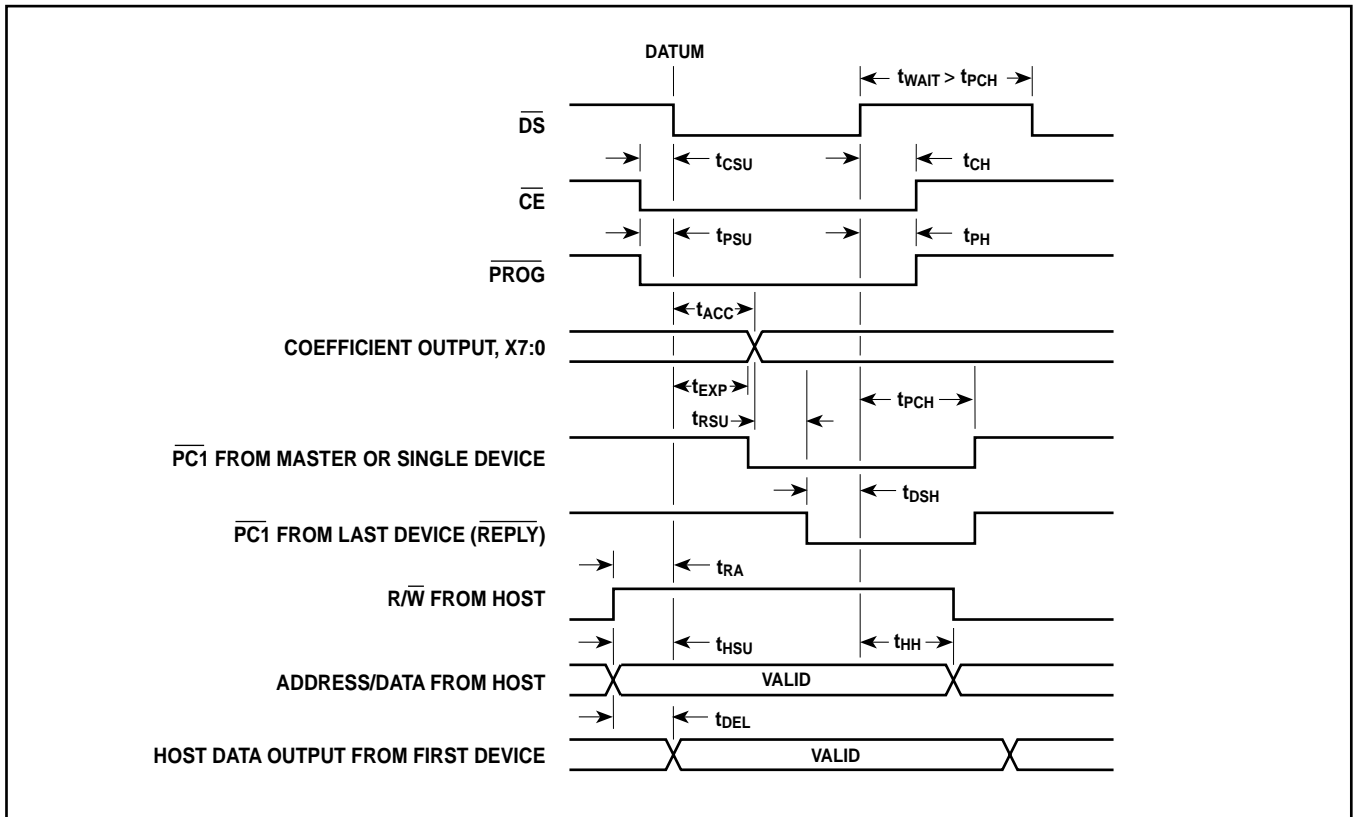 DATUM
tWAIT > tPCH
DS
tCSU
tCH
CE
tPSU
tPH
PROG
tACC
COEFFICIENT OUTPUT, X7:0
tEXP
tPCH
tRSU
PC1 FROM MASTER OR SINGLE DEVICE
tDSH
PC1 FROM LAST DEVICE (REPLY)
tRA
R/W FROM HOST
tHSU
tHH
ADDRESS/DATA FROM HOST
VALID
tDEL
HOST DATA OUTPUT FROM FIRST DEVICE
VALID